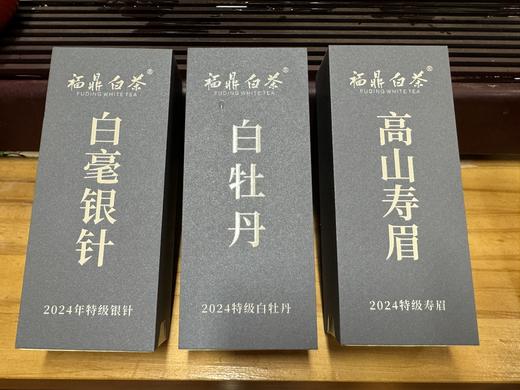 福鼎白茶®
FUDING WHITE TEA
白毫银针
2024年特级银针
福鼎白茶®
FUDING WHITE TEA
白牡丹
2024特级白牡丹
福鼎白茶®
FUDING WHITE TEA
高山寿眉
2024特级寿眉